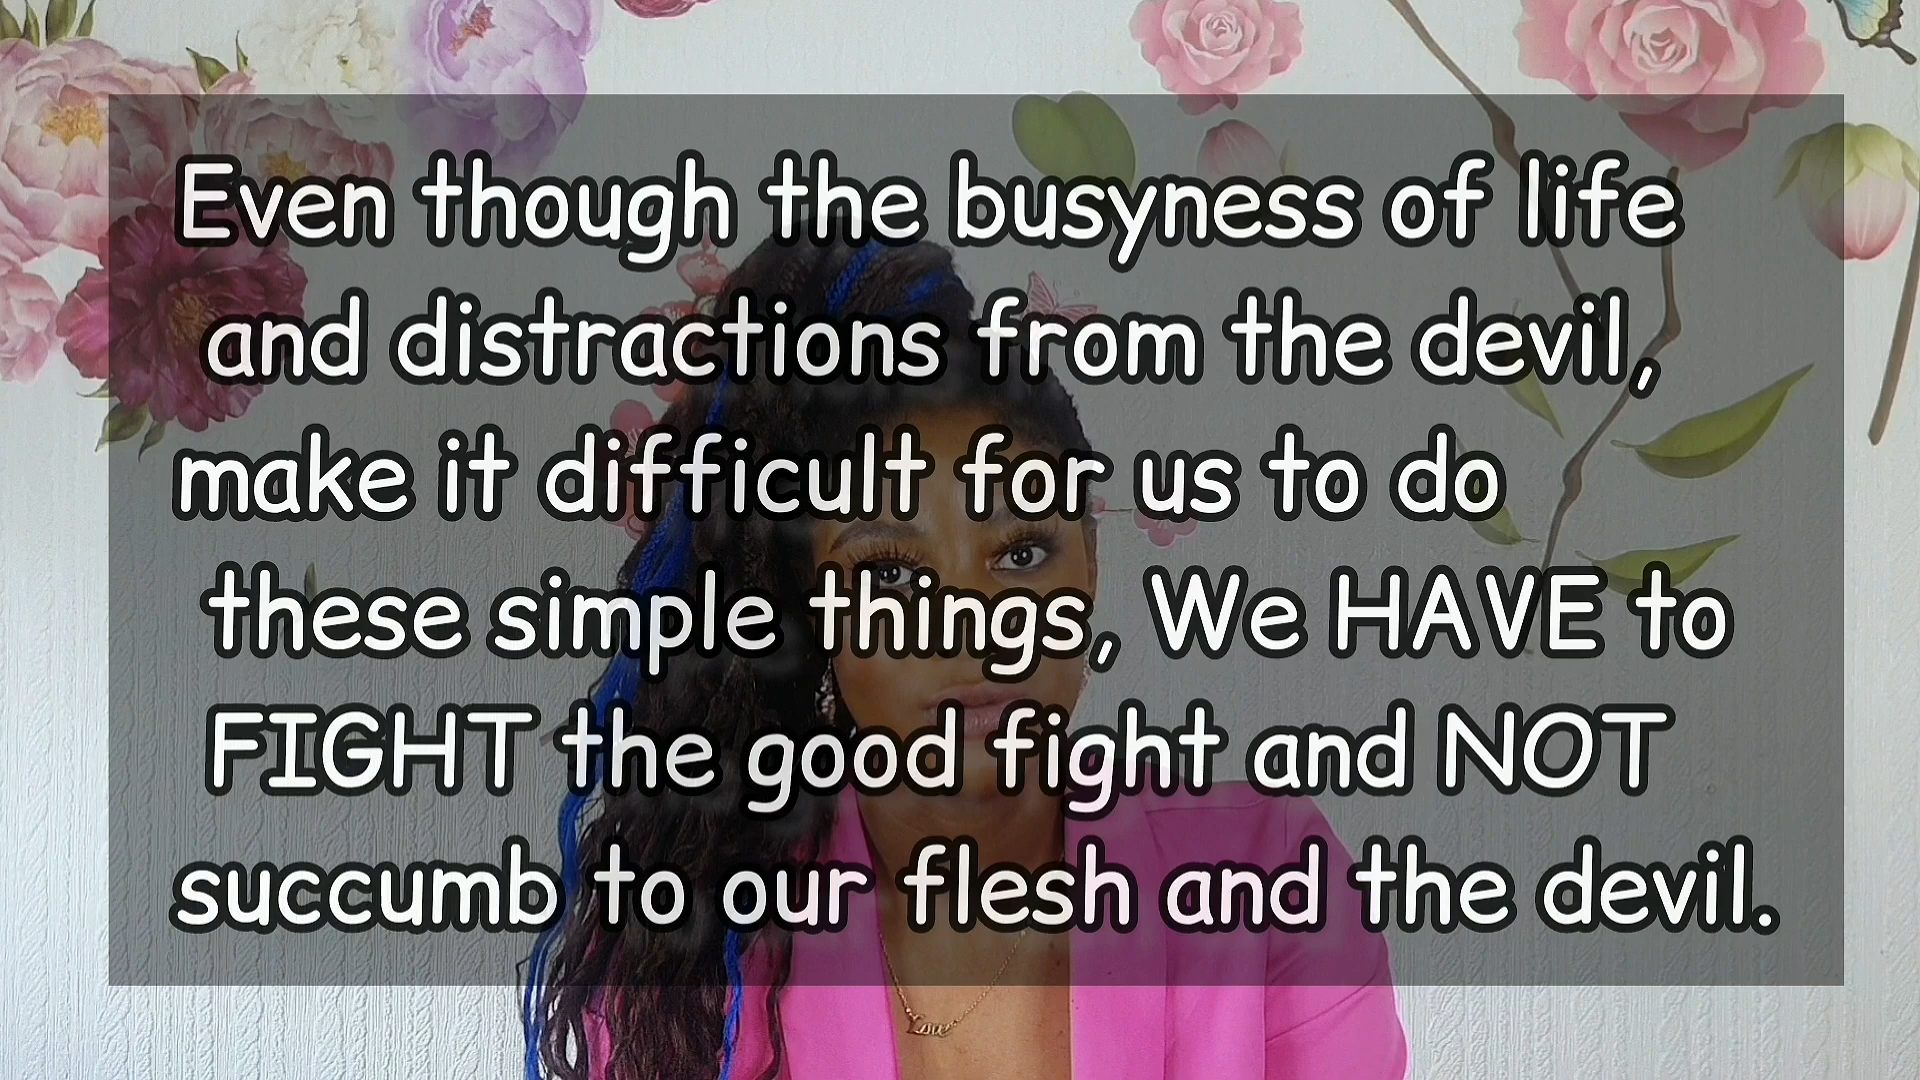 Even though the busyness of life
and distractions from the devil,
make it difficult for us to do
these simple things, We HAVE to
FIGHT the good fight and NOT
succumb to our flesh and the devil.
Love